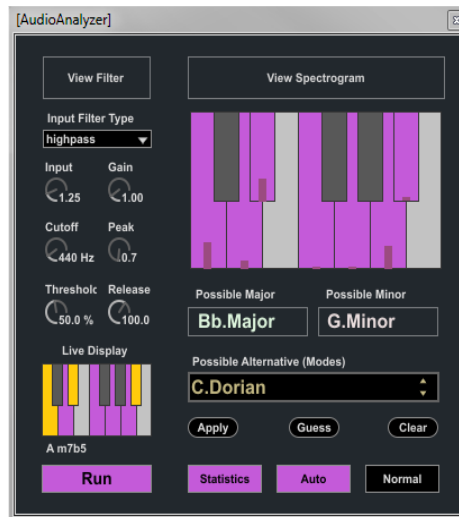 [AudioAnalyzer]
View Filter
View Spectrogram
Input Filter Type
highpass
Input Gain
1.25 1.00
Cutoff Peak
440 Hz 0.7
Threshold Release
50.0 % 100.0
Live Display
A m7b5
Run
Possible Major Possible Minor
Bb.Major G.Minor
Possible Alternative (Modes)
C.Dorian
Apply Guess Clear
Statistics Auto Normal